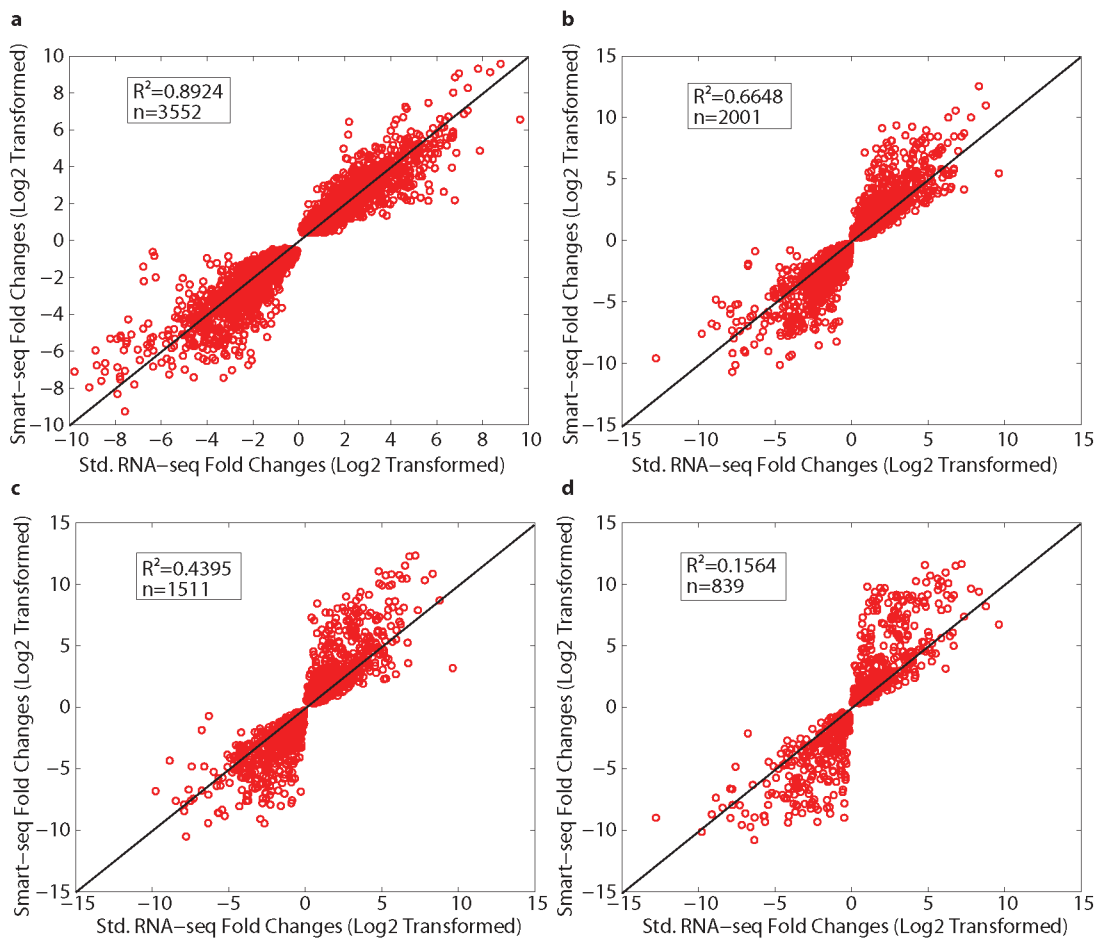 a
Smart−seq Fold Changes (Log2 Transformed)
10
8
6
4
2
0
−2
−4
−6
−8
−10
R²=0.8924
n=3552
−10 −8 −6 −4 −2 0 2 4 6 8 10
Std. RNA−seq Fold Changes (Log2 Transformed)
b
Smart−seq Fold Changes (Log2 Transformed)
15
10
5
0
−5
−10
−15
R²=0.6648
n=2001
−15 −10 −5 0 5 10 15
Std. RNA−seq Fold Changes (Log2 Transformed)
c
Smart−seq Fold Changes (Log2 Transformed)
15
10
5
0
−5
−10
−15
R²=0.4395
n=1511
−15 −10 −5 0 5 10 15
Std. RNA−seq Fold Changes (Log2 Transformed)
d
Smart−seq Fold Changes (Log2 Transformed)
15
10
5
0
−5
−10
−15
R²=0.1564
n=839
−15 −10 −5 0 5 10 15
Std. RNA−seq Fold Changes (Log2 Transformed)